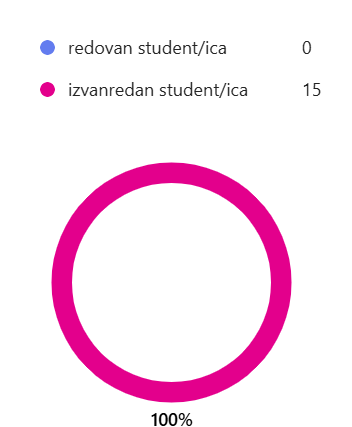 redovan student/ica 0
izvanredan student/ica 15
100%